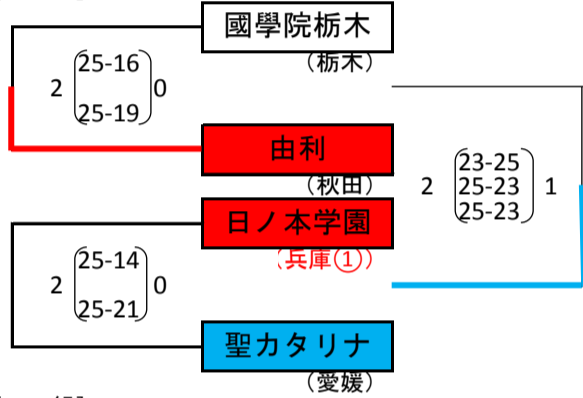 國學院栃木
(栃木)
2 25-16 0
25-19
由利
(秋田)
日ノ本学園
(兵庫①)
2 25-14 0
25-21
聖カタリナ
(愛媛)
2 23-25 1
25-23
25-23